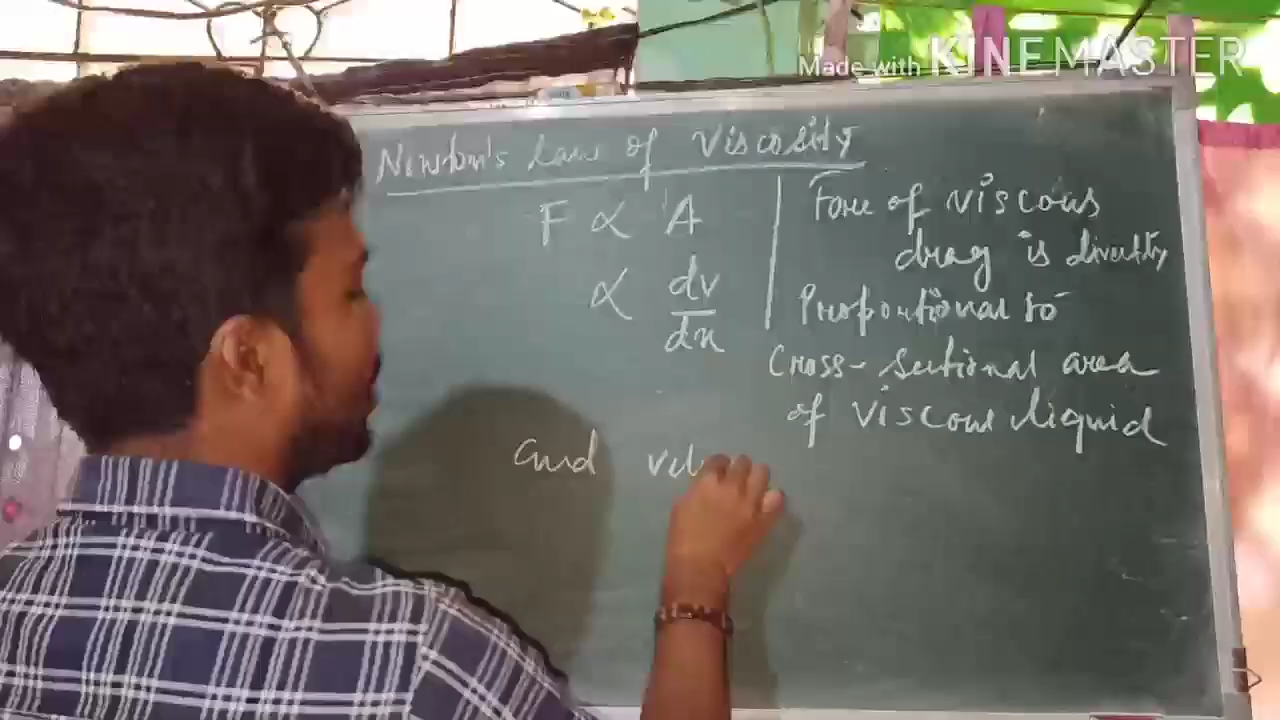 Made with KINEMASTER
Newton's law of Viscosity
F ∝ A
∝ dv/dx
Force of viscous
drag is directly
Proportional to
Cross-Sectional area
of Viscous liquid
and vel